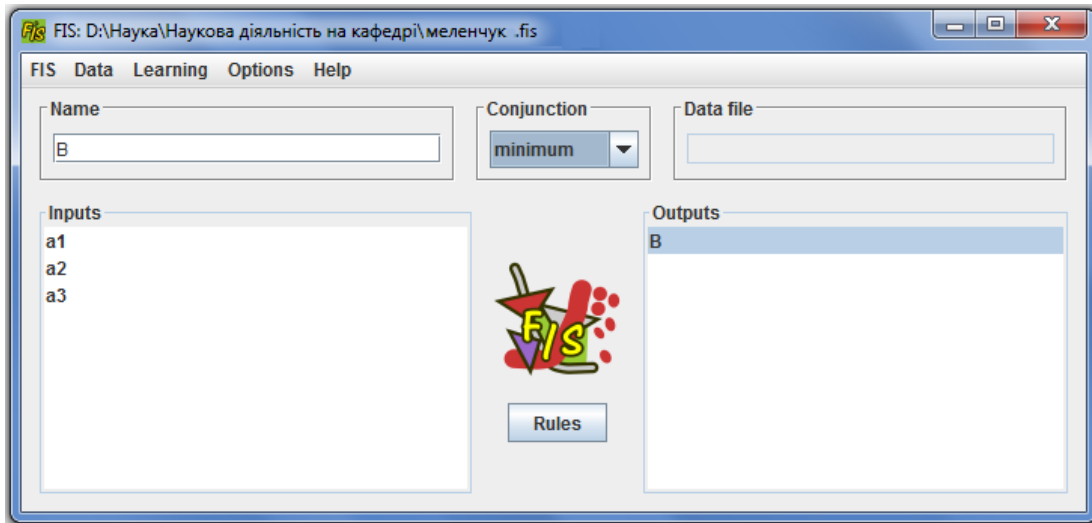 FIS: D:\Наука\Наукова діяльність на кафедрі\меленчук .fis
FIS Data Learning Options Help
Name
Conjunction
Data file
B
minimum
Inputs
Outputs
a1
B
a2
a3
FIS
Rules